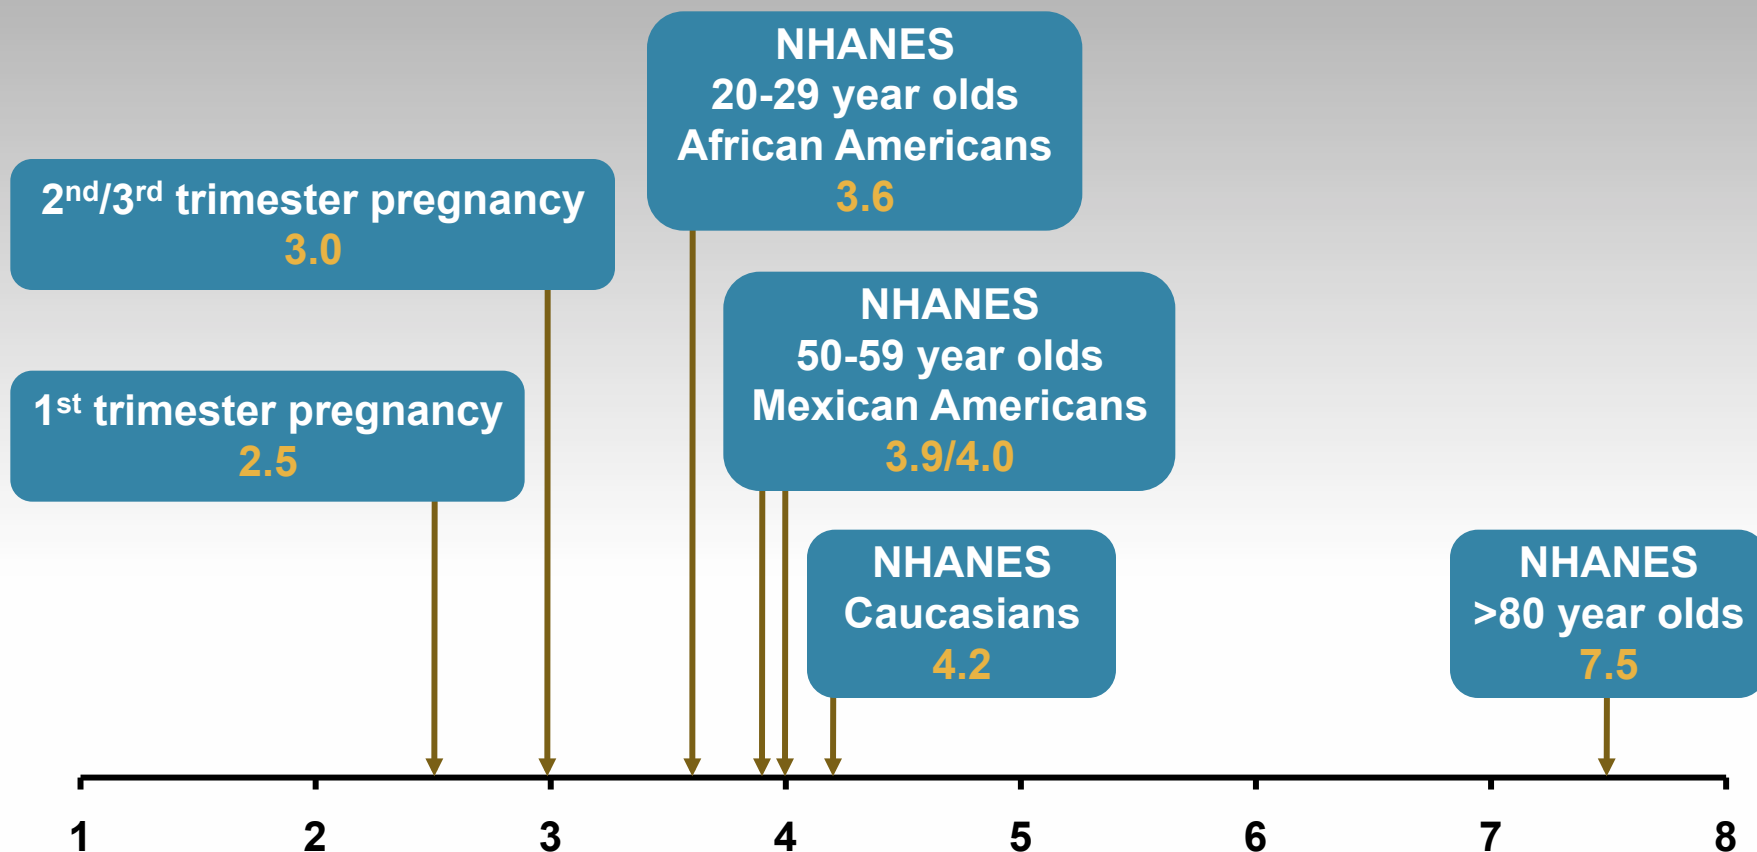 NHANES
20-29 year olds
African Americans
3.6
2nd/3rd trimester pregnancy
3.0
NHANES
50-59 year olds
Mexican Americans
3.9/4.0
1st trimester pregnancy
2.5
NHANES
Caucasians
4.2
NHANES
>80 year olds
7.5
1 2 3 4 5 6 7 8